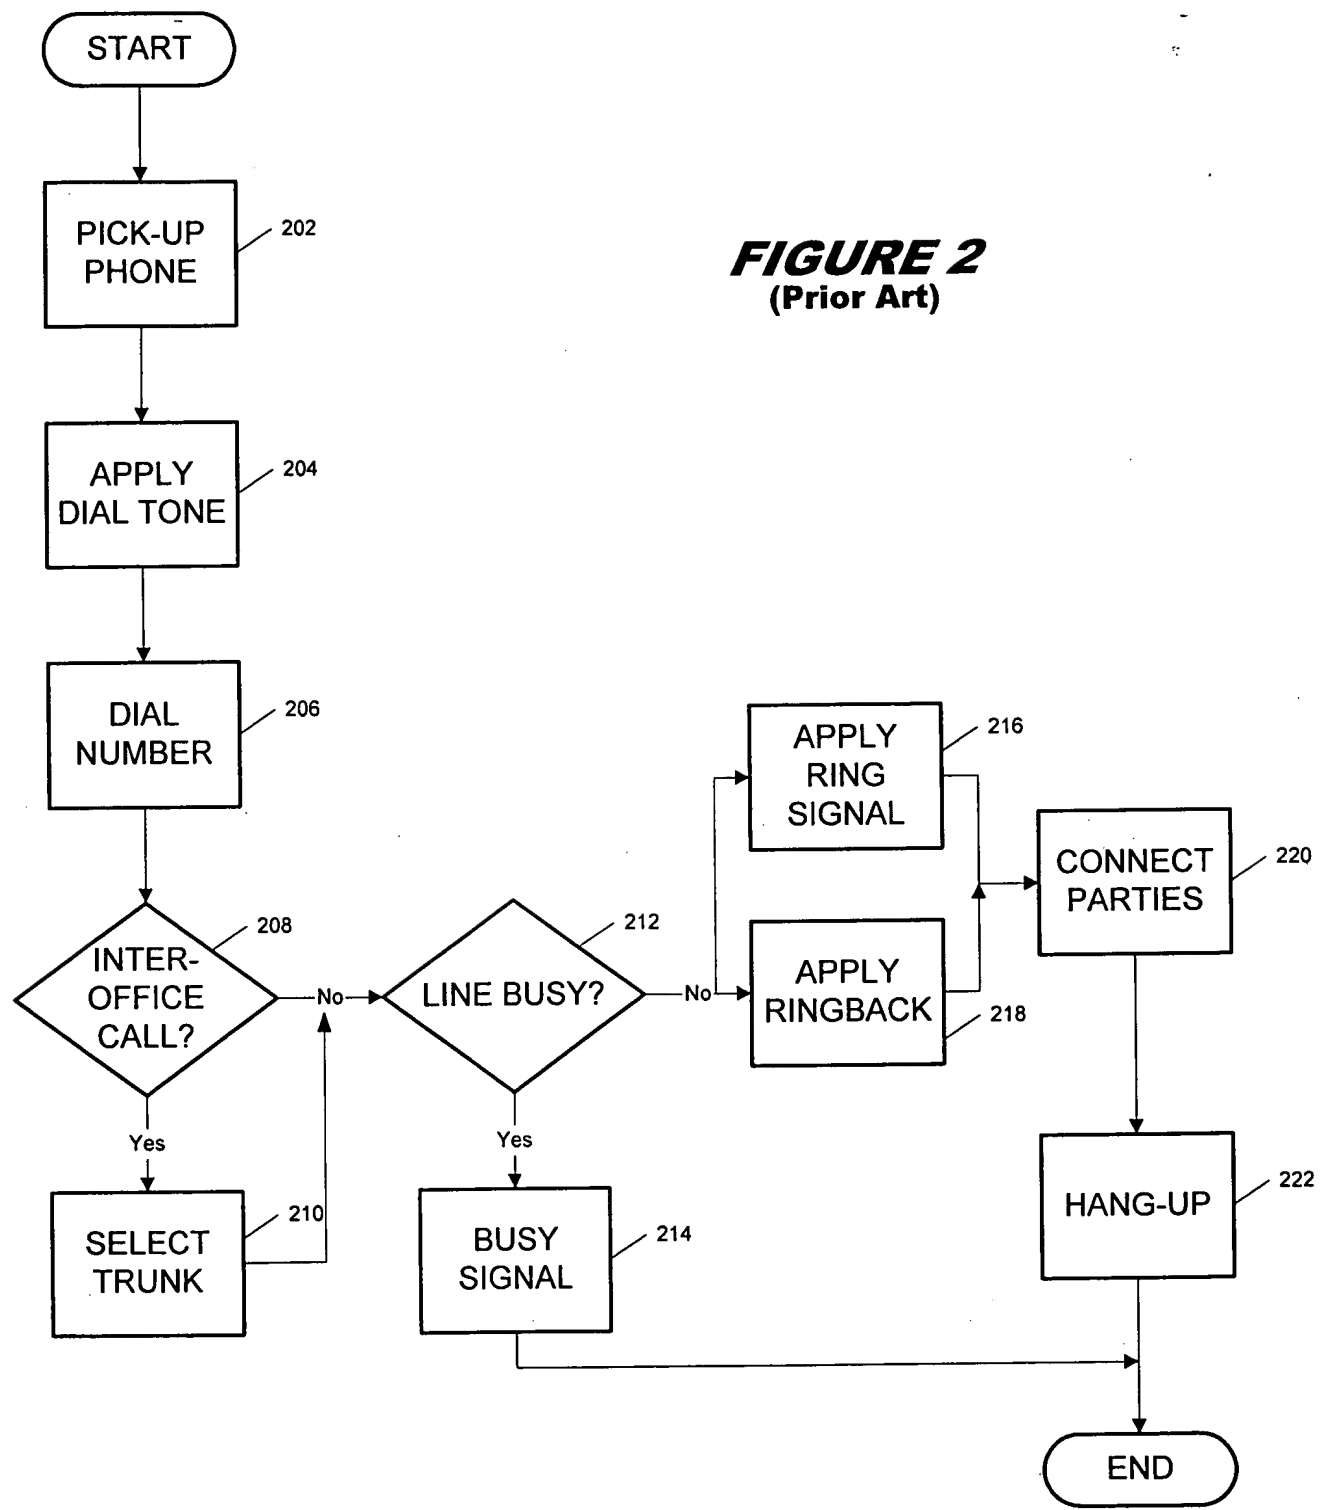 START
PICK-UP
PHONE
202
FIGURE 2
(Prior Art)
APPLY
DIAL TONE
204
DIAL
NUMBER
206
INTER-
OFFICE
CALL?
208
No
Yes
SELECT
TRUNK
210
LINE BUSY?
212
No
Yes
BUSY
SIGNAL
214
APPLY
RING
SIGNAL
216
APPLY
RINGBACK
218
CONNECT
PARTIES
220
HANG-UP
222
END